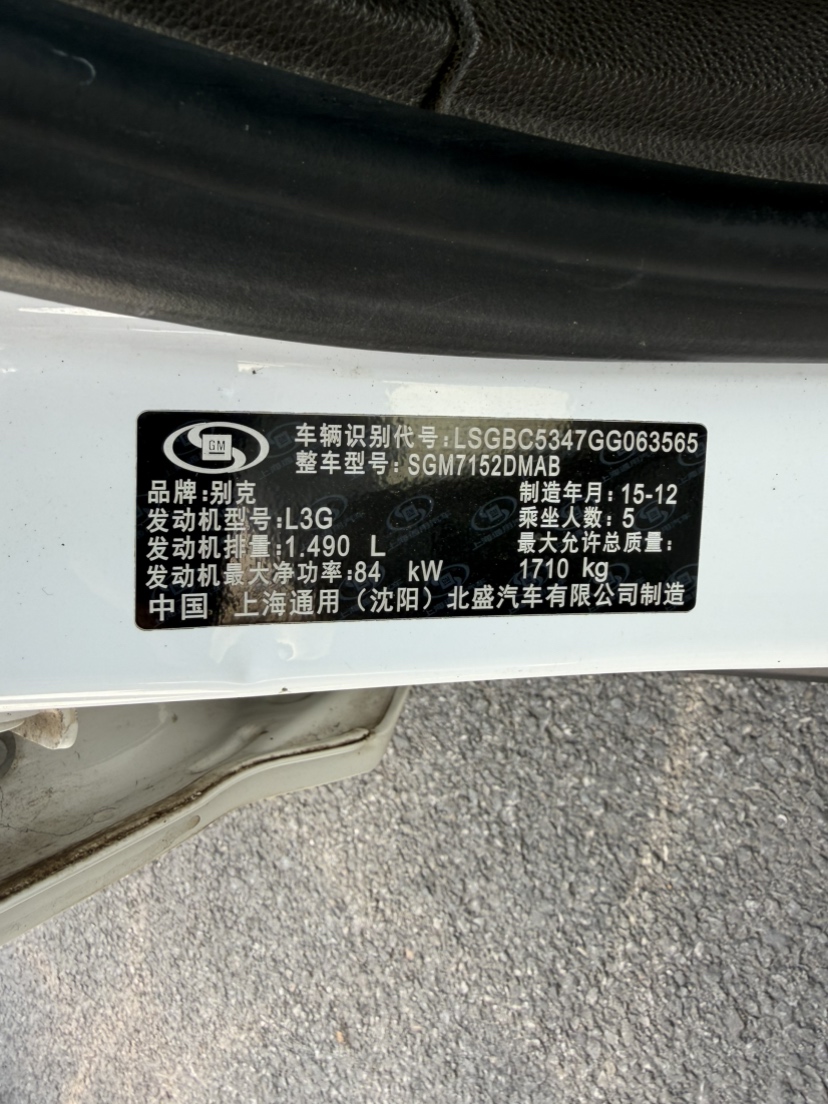 GM
车辆识别代号:LSGBC5347GG063565
整车型号: SGM7152DMAB
品牌:别克 制造年月: 15-12
发动机型号:L3G 乘坐人数: 5
发动机排量:1.490 L 最大允许总质量:
发动机最大净功率:84 kW 1710 kg
中国 上海通用（沈阳）北盛汽车有限公司制造